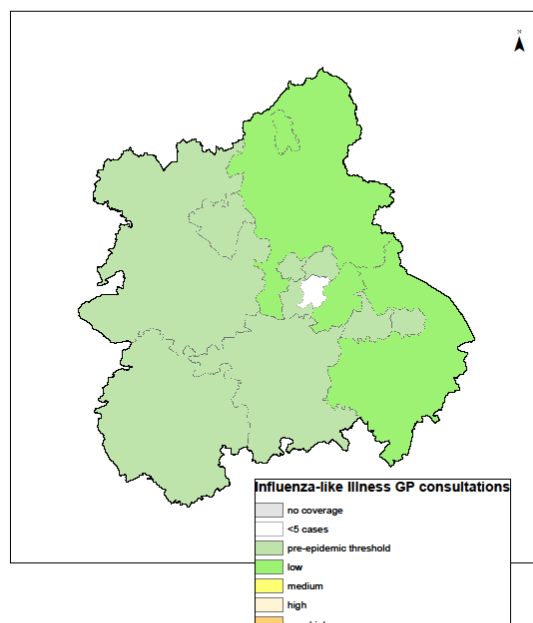 N
Influenza-like Illness GP consultations
no coverage
<5 cases
pre-epidemic threshold
low
medium
high